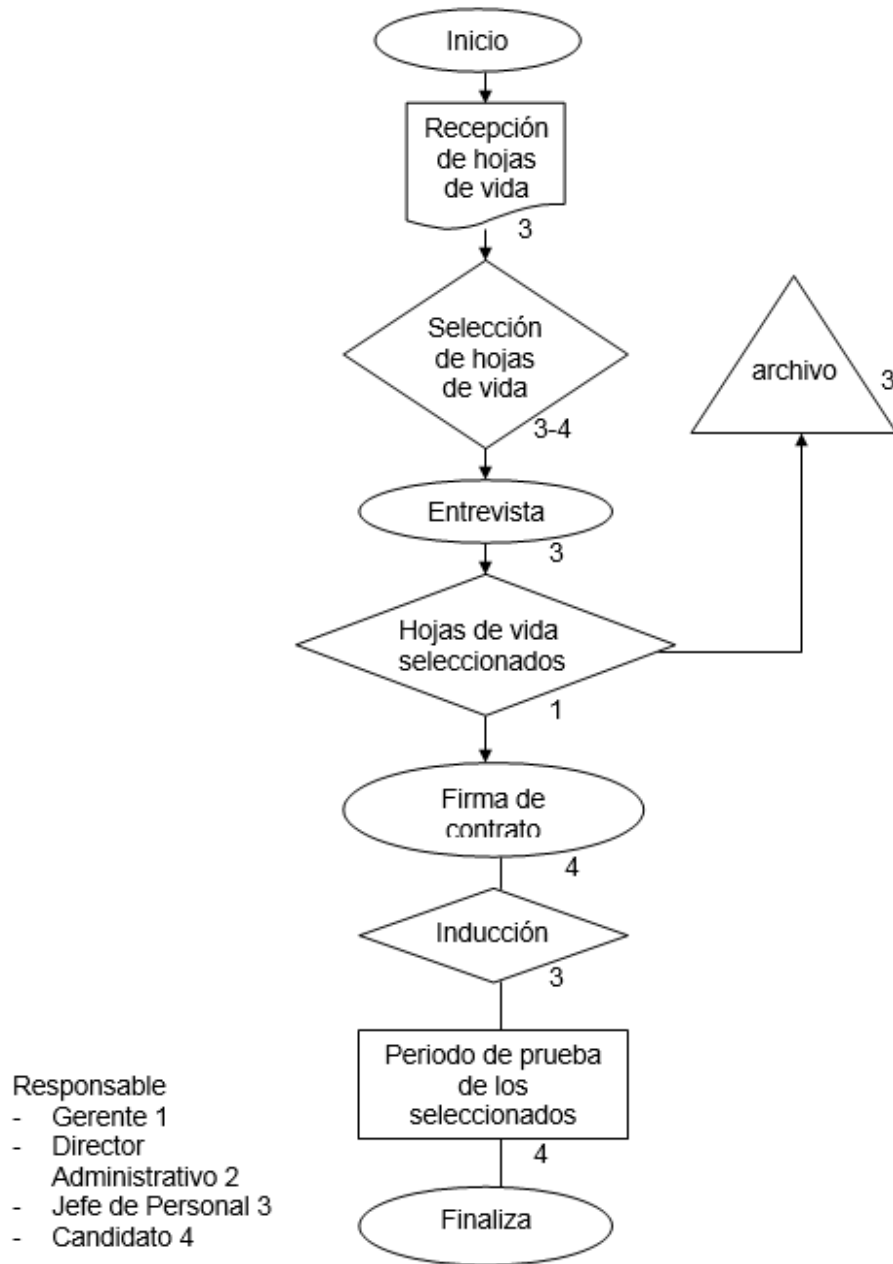 Inicio
Recepción
de hojas
de vida
3
Selección
de hojas
de vida
3-4
archivo
3
Entrevista
3
Hojas de vida
seleccionados
1
Firma de
contrato
4
Inducción
3
Periodo de prueba
de los
seleccionados
4
Finaliza
Responsable
- Gerente 1
- Director
Administrativo 2
- Jefe de Personal 3
- Candidato 4